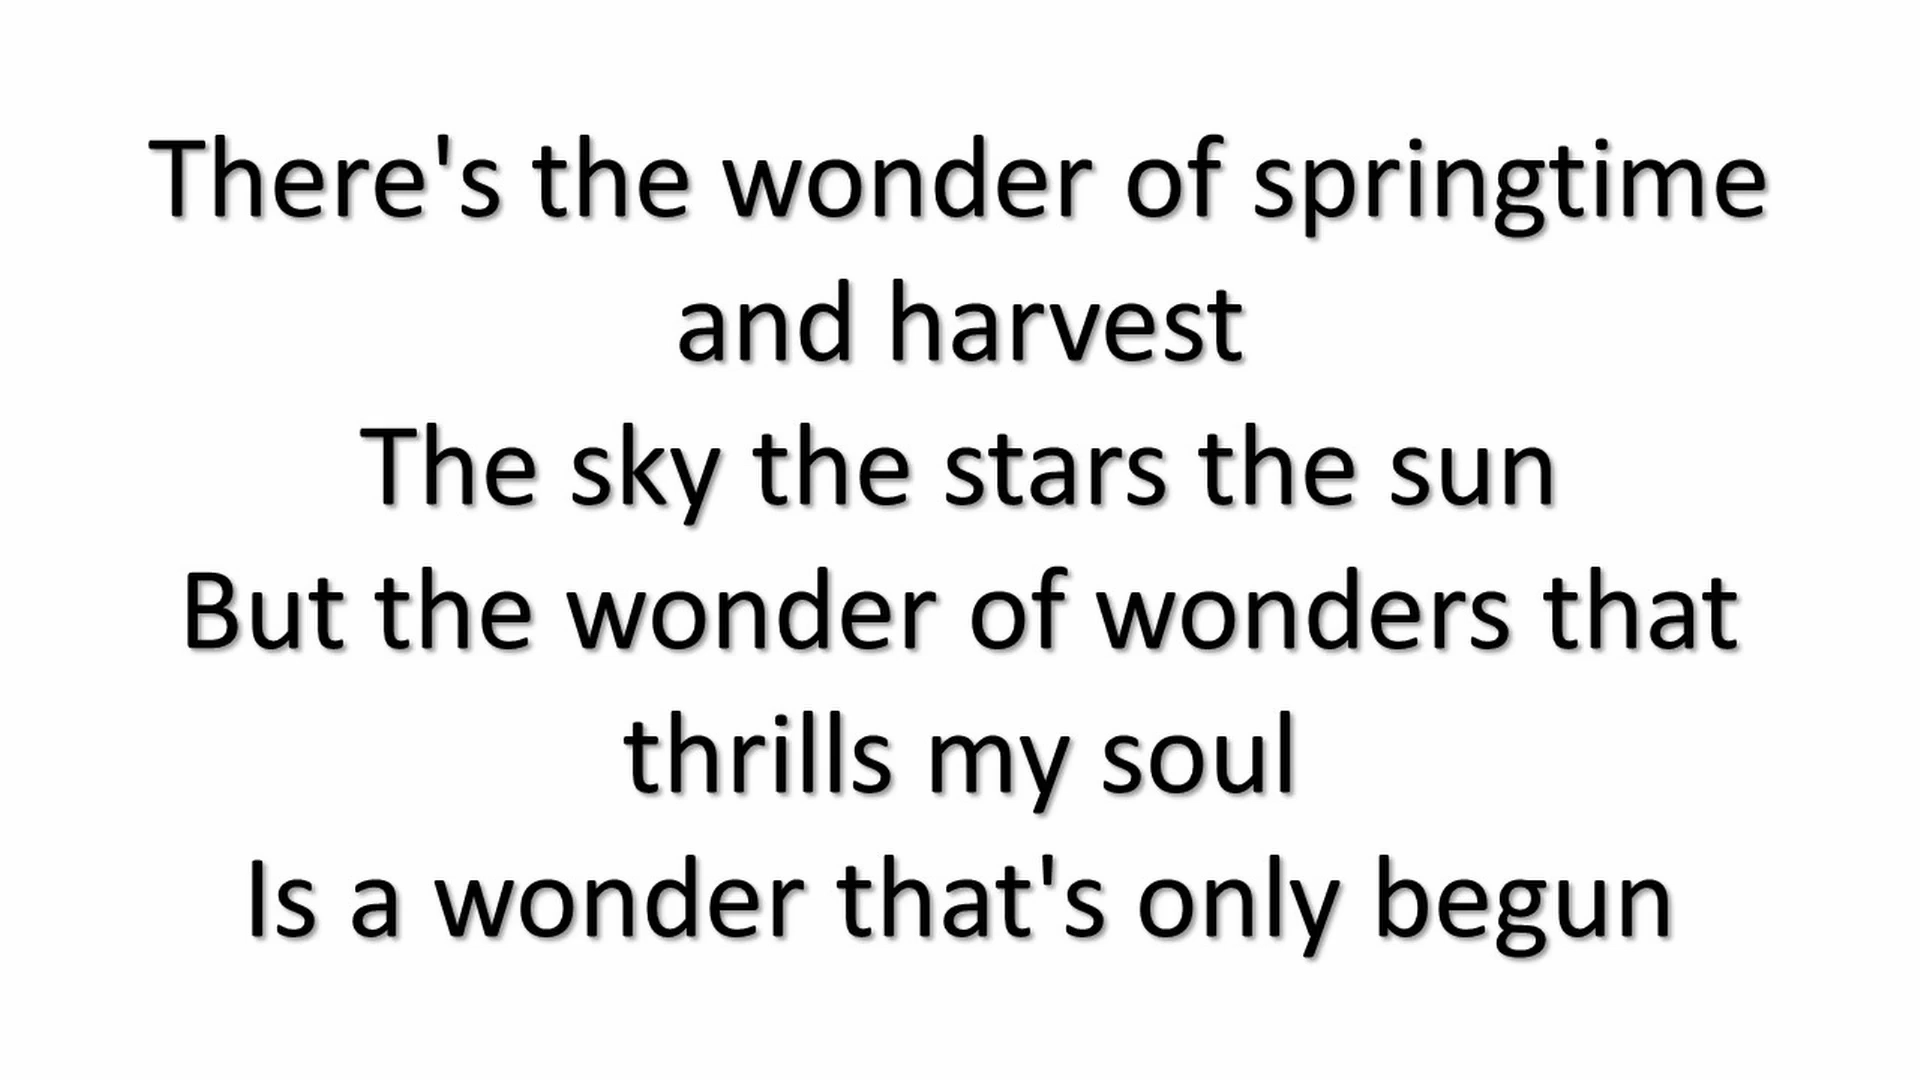 There's the wonder of springtime
and harvest
The sky the stars the sun
But the wonder of wonders that
thrills my soul
Is a wonder that's only begun